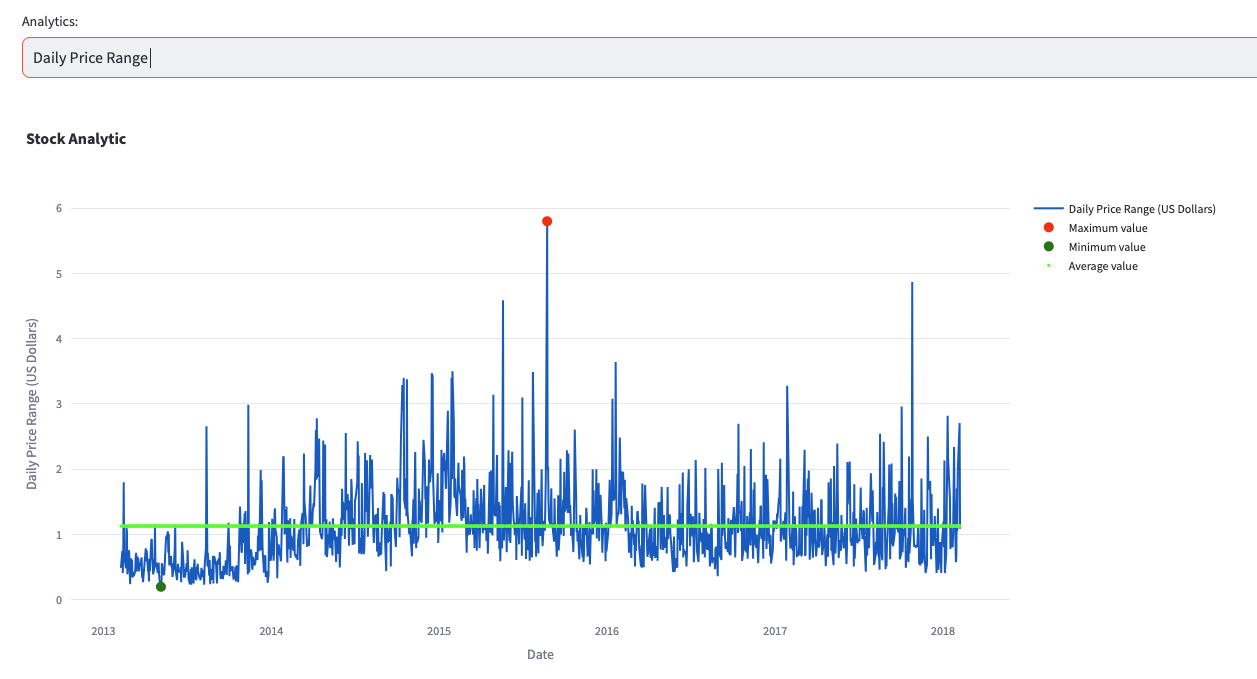 Analytics:
Daily Price Range
Stock Analytic
6
5
4
3
2
1
0
Daily Price Range (US Dollars)
2013 2014 2015 2016 2017 2018
Date
Daily Price Range (US Dollars)
Maximum value
Minimum value
Average value